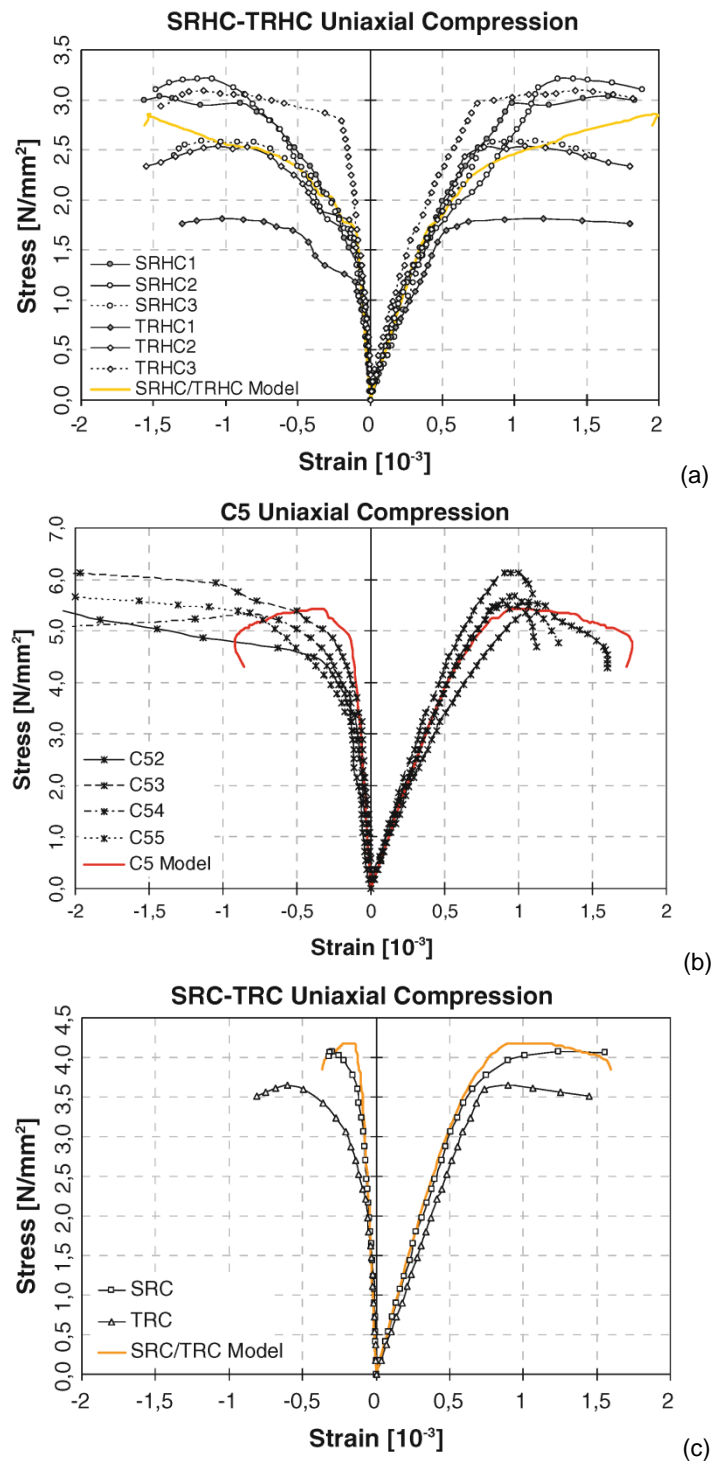 SRHC-TRHC Uniaxial Compression
3,5
3,0
2,5
2,0
1,5
1,0
0,5
0,0
Stress [N/mm²]
SRHC1
SRHC2
SRHC3
TRHC1
TRHC2
TRHC3
SRHC/TRHC Model
-2 -1,5 -1 -0,5 0 0,5 1 1,5 2
Strain [10⁻³]
(a)
C5 Uniaxial Compression
7,0
6,0
5,0
4,0
3,0
2,0
1,0
0,0
Stress [N/mm²]
C52
C53
C54
C55
C5 Model
-2 -1,5 -1 -0,5 0 0,5 1 1,5 2
Strain [10⁻³]
(b)
SRC-TRC Uniaxial Compression
4,5
4,0
3,5
3,0
2,5
2,0
1,5
1,0
0,5
0,0
Stress [N/mm²]
SRC
TRC
SRC/TRC Model
-2 -1,5 -1 -0,5 0 0,5 1 1,5 2
Strain [10⁻³]
(c)